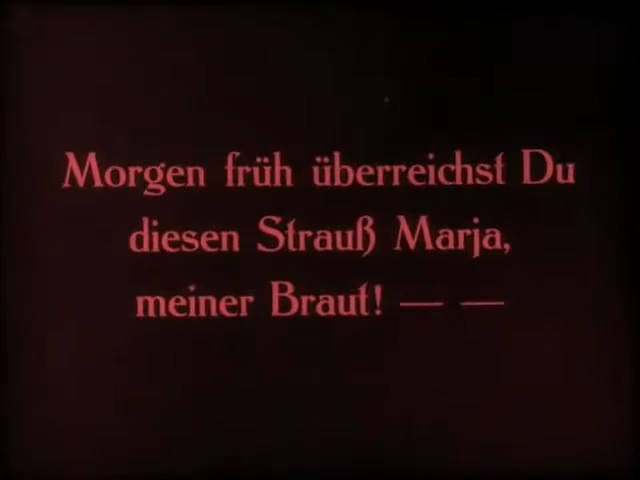 Morgen früh überreichst Du
diesen Strauß Marja,
meiner Braut! — —